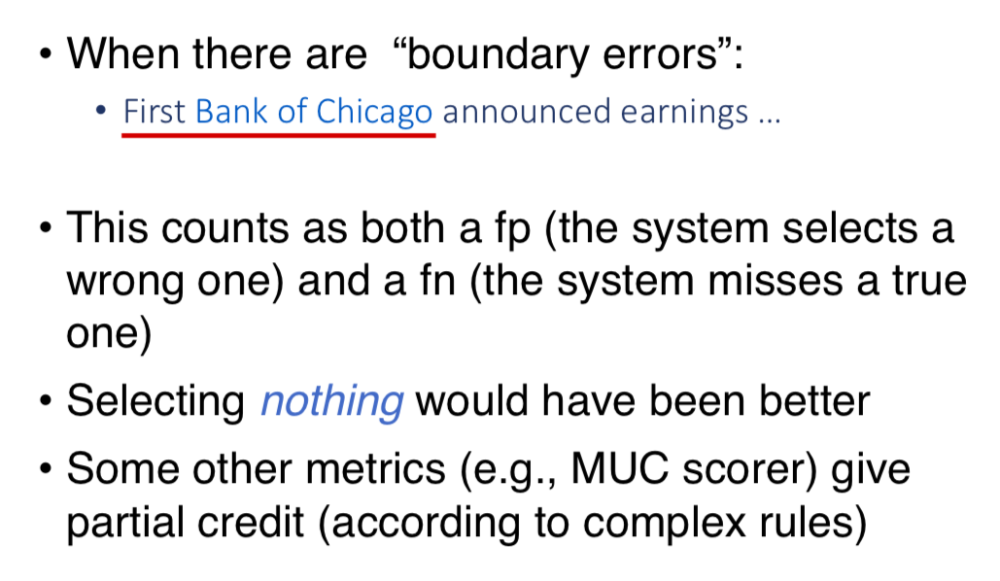 • When there are “boundary errors”:
• First Bank of Chicago announced earnings ...
• This counts as both a fp (the system selects a
wrong one) and a fn (the system misses a true
one)
• Selecting nothing would have been better
• Some other metrics (e.g., MUC scorer) give
partial credit (according to complex rules)